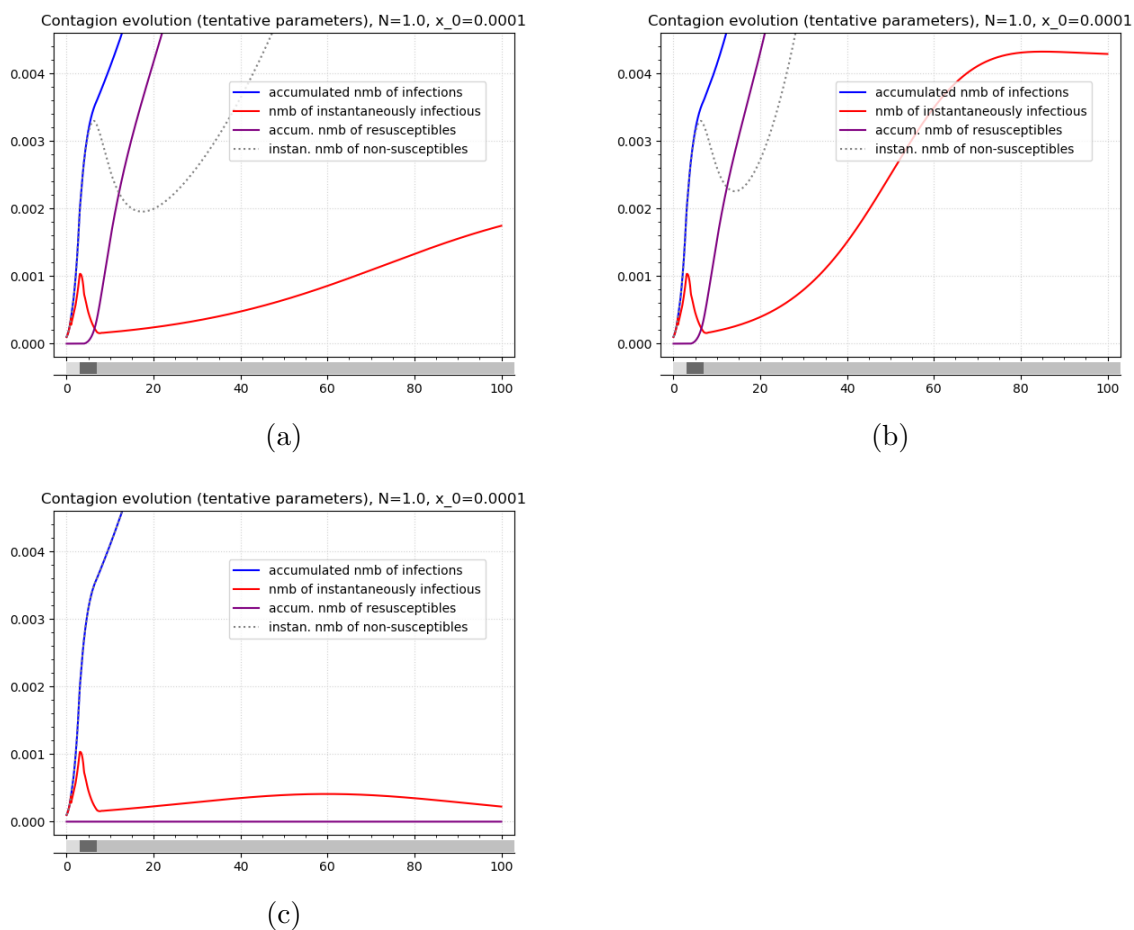 Contagion evolution (tentative parameters), N=1.0, x_0=0.0001
0.004
0.003
0.002
0.001
0.000
accumulated nmb of infections
nmb of instantaneously infectious
accum. nmb of resusceptibles
instan. nmb of non-susceptibles
0 20 40 60 80 100
(a)
Contagion evolution (tentative parameters), N=1.0, x_0=0.0001
0.004
0.003
0.002
0.001
0.000
accumulated nmb of infections
nmb of instantaneously infectious
accum. nmb of resusceptibles
instan. nmb of non-susceptibles
0 20 40 60 80 100
(b)
Contagion evolution (tentative parameters), N=1.0, x_0=0.0001
0.004
0.003
0.002
0.001
0.000
accumulated nmb of infections
nmb of instantaneously infectious
accum. nmb of resusceptibles
instan. nmb of non-susceptibles
0 20 40 60 80 100
(c)